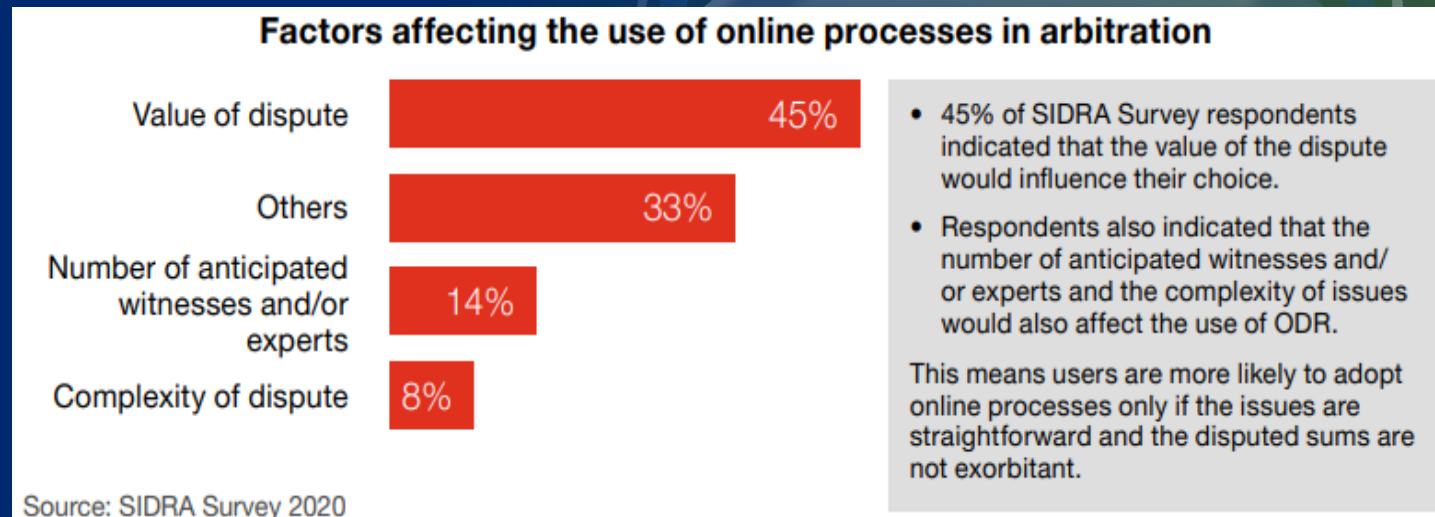 Factors affecting the use of online processes in arbitration
Value of dispute
45%
Others
33%
Number of anticipated
witnesses and/or
experts
14%
Complexity of dispute
8%
Source: SIDRA Survey 2020
• 45% of SIDRA Survey respondents
indicated that the value of the dispute
would influence their choice.
• Respondents also indicated that the
number of anticipated witnesses and/
or experts and the complexity of issues
would also affect the use of ODR.
This means users are more likely to adopt
online processes only if the issues are
straightforward and the disputed sums are
not exorbitant.